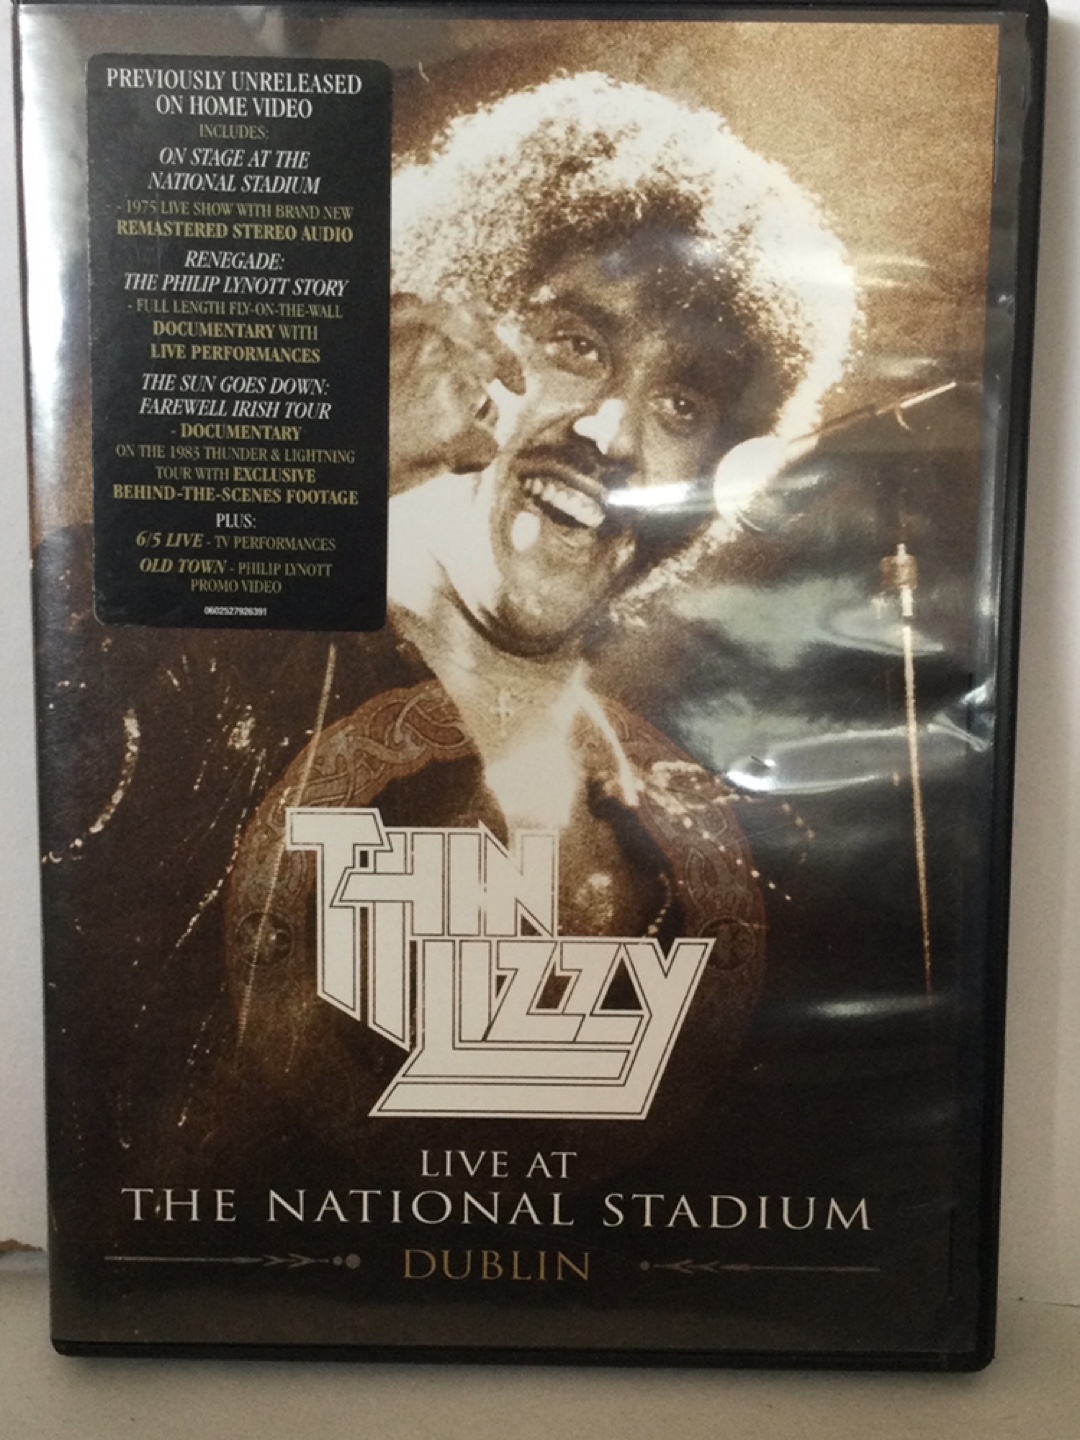 PREVIOUSLY UNRELEASED
ON HOME VIDEO
INCLUDES:
ON STAGE AT THE
NATIONAL STADIUM
- 1975 LIVE SHOW WITH BRAND NEW
REMASTERED STEREO AUDIO
RENEGADE:
THE PHILIP LYNOTT STORY
- FULL LENGTH FLY-ON-THE-WALL
DOCUMENTARY WITH
LIVE PERFORMANCES
THE SUN GOES DOWN:
FAREWELL IRISH TOUR
- DOCUMENTARY
ON THE 1983 THUNDER & LIGHTNING
TOUR WITH EXCLUSIVE
BEHIND-THE-SCENES FOOTAGE
PLUS:
6/5 LIVE - TV PERFORMANCES
OLD TOWN - PHILIP LYNOTT
PROMO VIDEO
0602527926391
THIN
LIZZY
LIVE AT
THE NATIONAL STADIUM
DUBLIN